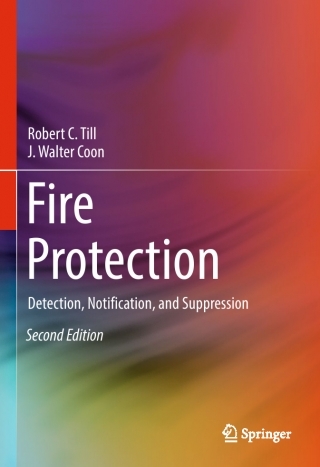 Robert C. Till
J. Walter Coon
Fire
Protection
Detection, Notification, and Suppression
Second Edition
Springer